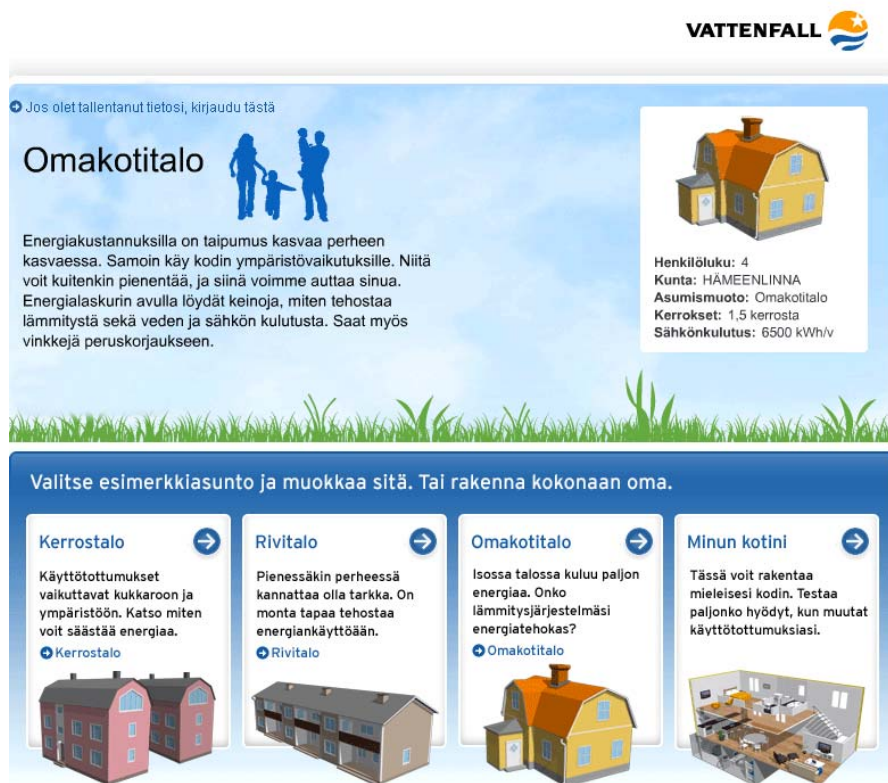 VATTENFALL
Jos olet tallentanut tietosi, kirjaudu tästä
Omakotitalo
Energiakustannuksilla on taipumus kasvaa perheen
kasvaessa. Samoin käy kodin ympäristövaikutuksille. Niitä
voit kuitenkin pienentää, ja siinä voimme auttaa sinua.
Energialaskurin avulla löydät keinoja, miten tehostaa
lämmitystä sekä veden ja sähkön kulutusta. Saat myös
vinkkejä peruskorjaukseen.
Henkilöluku: 4
Kunta: HÄMEENLINNA
Asumismuoto: Omakotitalo
Kerrokset: 1,5 kerrosta
Sähkönkulutus: 6500 kWh/v
Valitse esimerkkiasunto ja muokkaa sitä. Tai rakenna kokonaan oma.
Kerrostalo
Käyttötottumukset
vaikuttavat kukkaroon ja
ympäristöön. Katso miten
voit säästää energiaa.
Kerrostalo
Rivitalo
Pienessäkin perheessä
kannattaa olla tarkka. On
monta tapaa tehostaa
energiankäyttöään.
Rivitalo
Omakotitalo
Isossa talossa kuluu paljon
energiaa. Onko
lämmitysjärjestelmäsi
energiatehokas?
Omakotitalo
Minun kotini
Tässä voit rakentaa
mieleisesi kodin. Testaa
paljonko hyödyt, kun muutat
käyttötottumuksiasi.